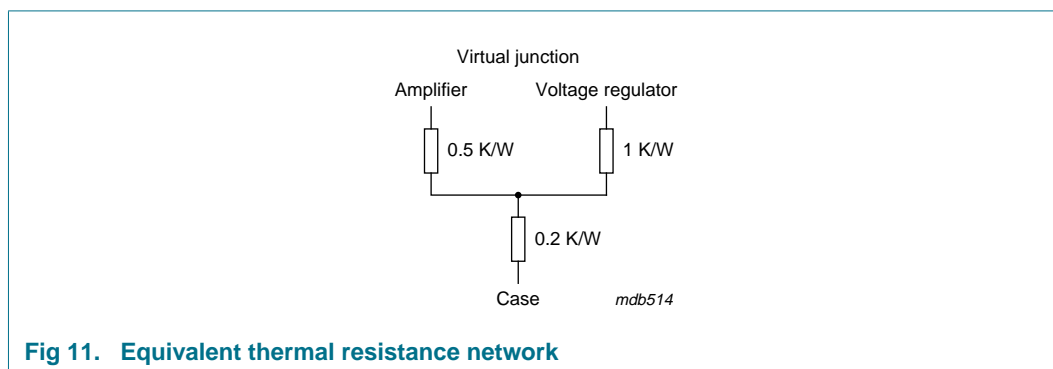 Virtual junction
Amplifier Voltage regulator
0.5 K/W 1 K/W
0.2 K/W
Case mdb514
Fig 11. Equivalent thermal resistance network